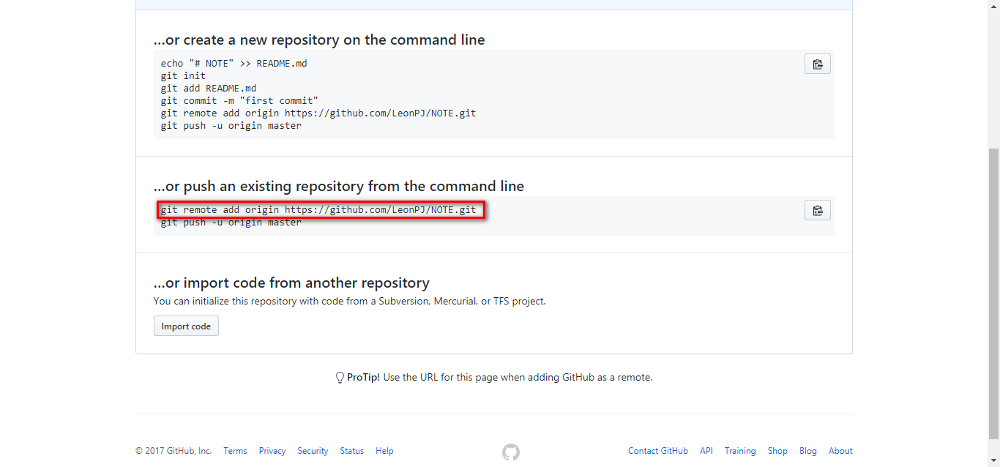 ...or create a new repository on the command line
echo "# NOTE" >> README.md
git init
git add README.md
git commit -m "first commit"
git remote add origin https://github.com/LeonPJ/NOTE.git
git push -u origin master
...or push an existing repository from the command line
git remote add origin https://github.com/LeonPJ/NOTE.git
git push -u origin master
...or import code from another repository
You can initialize this repository with code from a Subversion, Mercurial, or TFS project.
Import code
ProTip! Use the URL for this page when adding GitHub as a remote.
© 2017 GitHub, Inc. Terms Privacy Security Status Help Contact GitHub API Training Shop Blog About